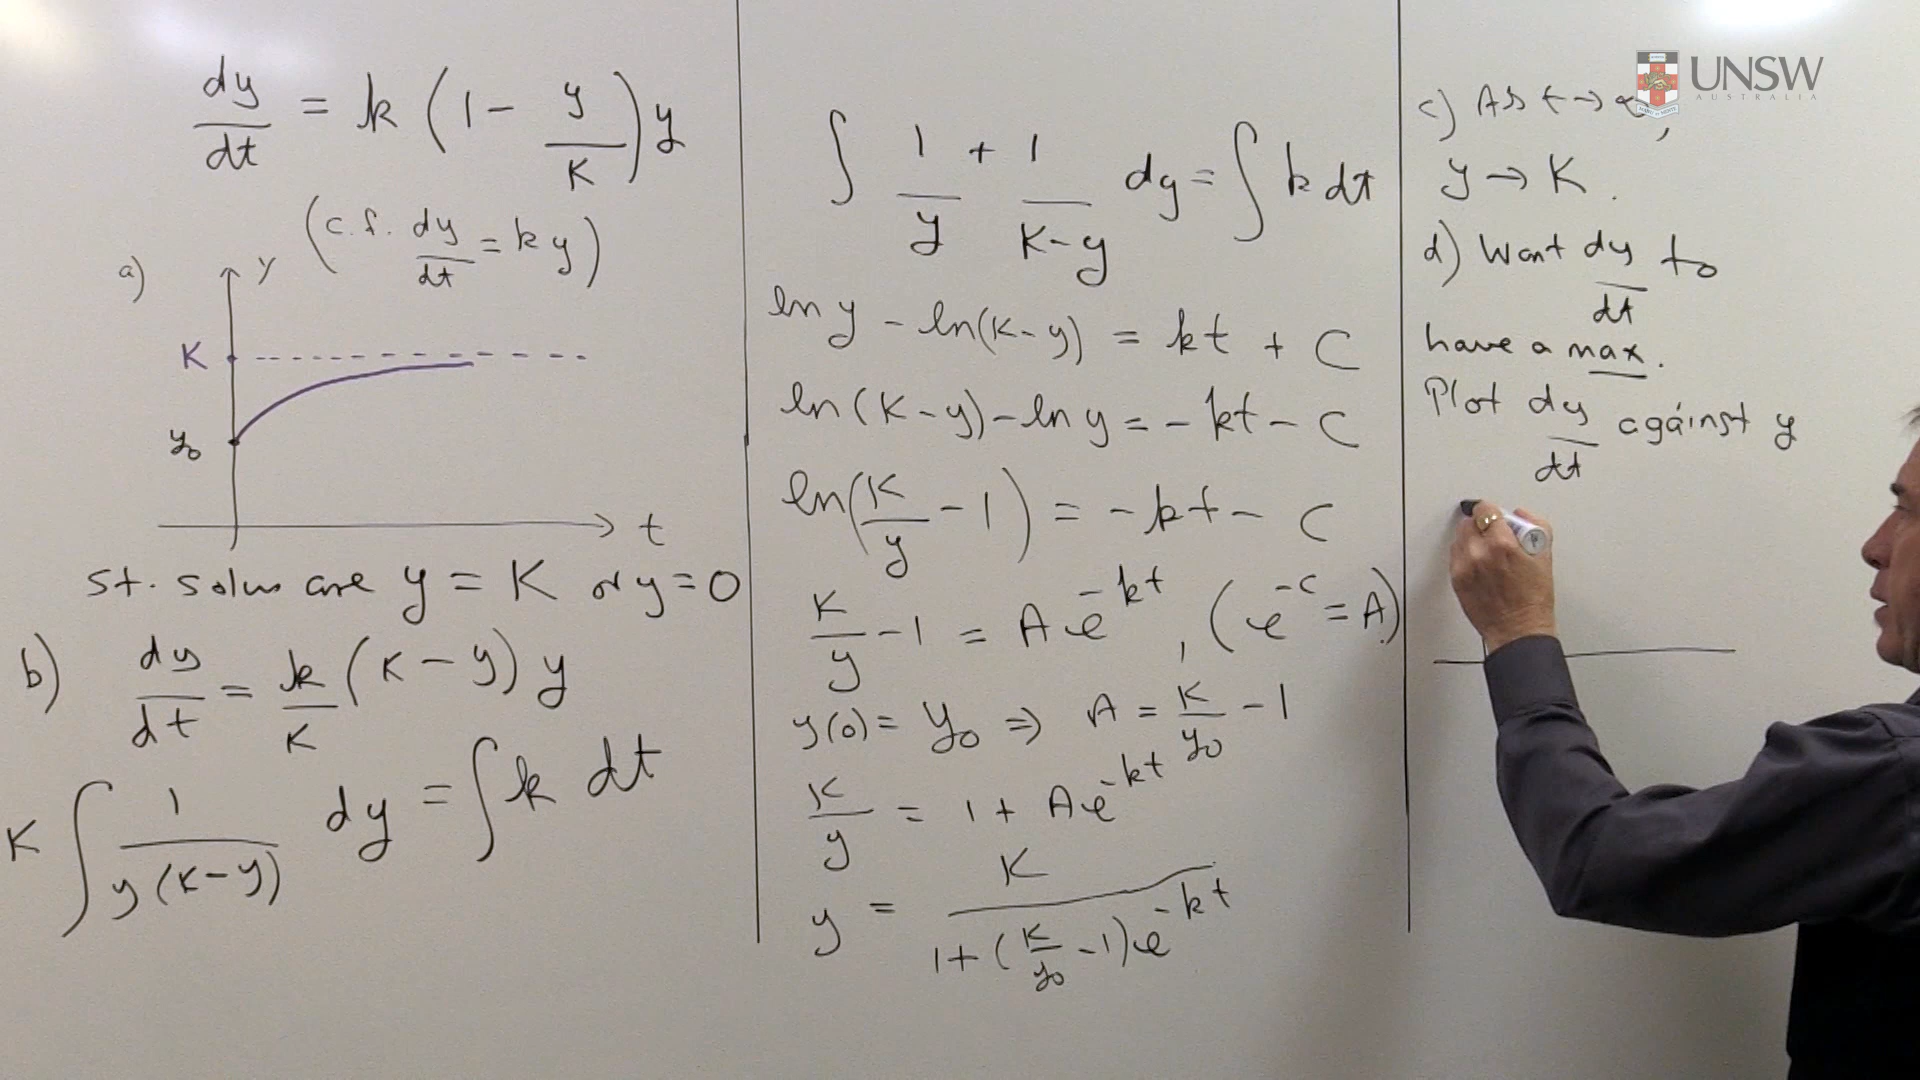 dy/dt = k (1 - y/K) y
(c.f. dy/dt = k y)
a)
y
K
y₀
t
st. solns are y = K or y = 0
b) dy/dt = k/K (K - y) y
K ∫ 1/(y(K-y)) dy = ∫ k dt
∫ 1/y + 1/(K-y) dy = ∫ k dt
ln y - ln(K-y) = kt + C
ln(K-y) - ln y = -kt - C
ln(K/y - 1) = -kt - C
K/y - 1 = A e^-kt, (e^-C = A)
y(0) = y₀ ⇒ A = K/y₀ - 1
K/y = 1 + Ae^-kt
y = K/(1+(K/y₀ - 1)e^-kt)
UNSW
AUSTRALIA
c) As t → ∞,
y → K.
d) Want dy/dt to
have a max.
Plot dy/dt against y